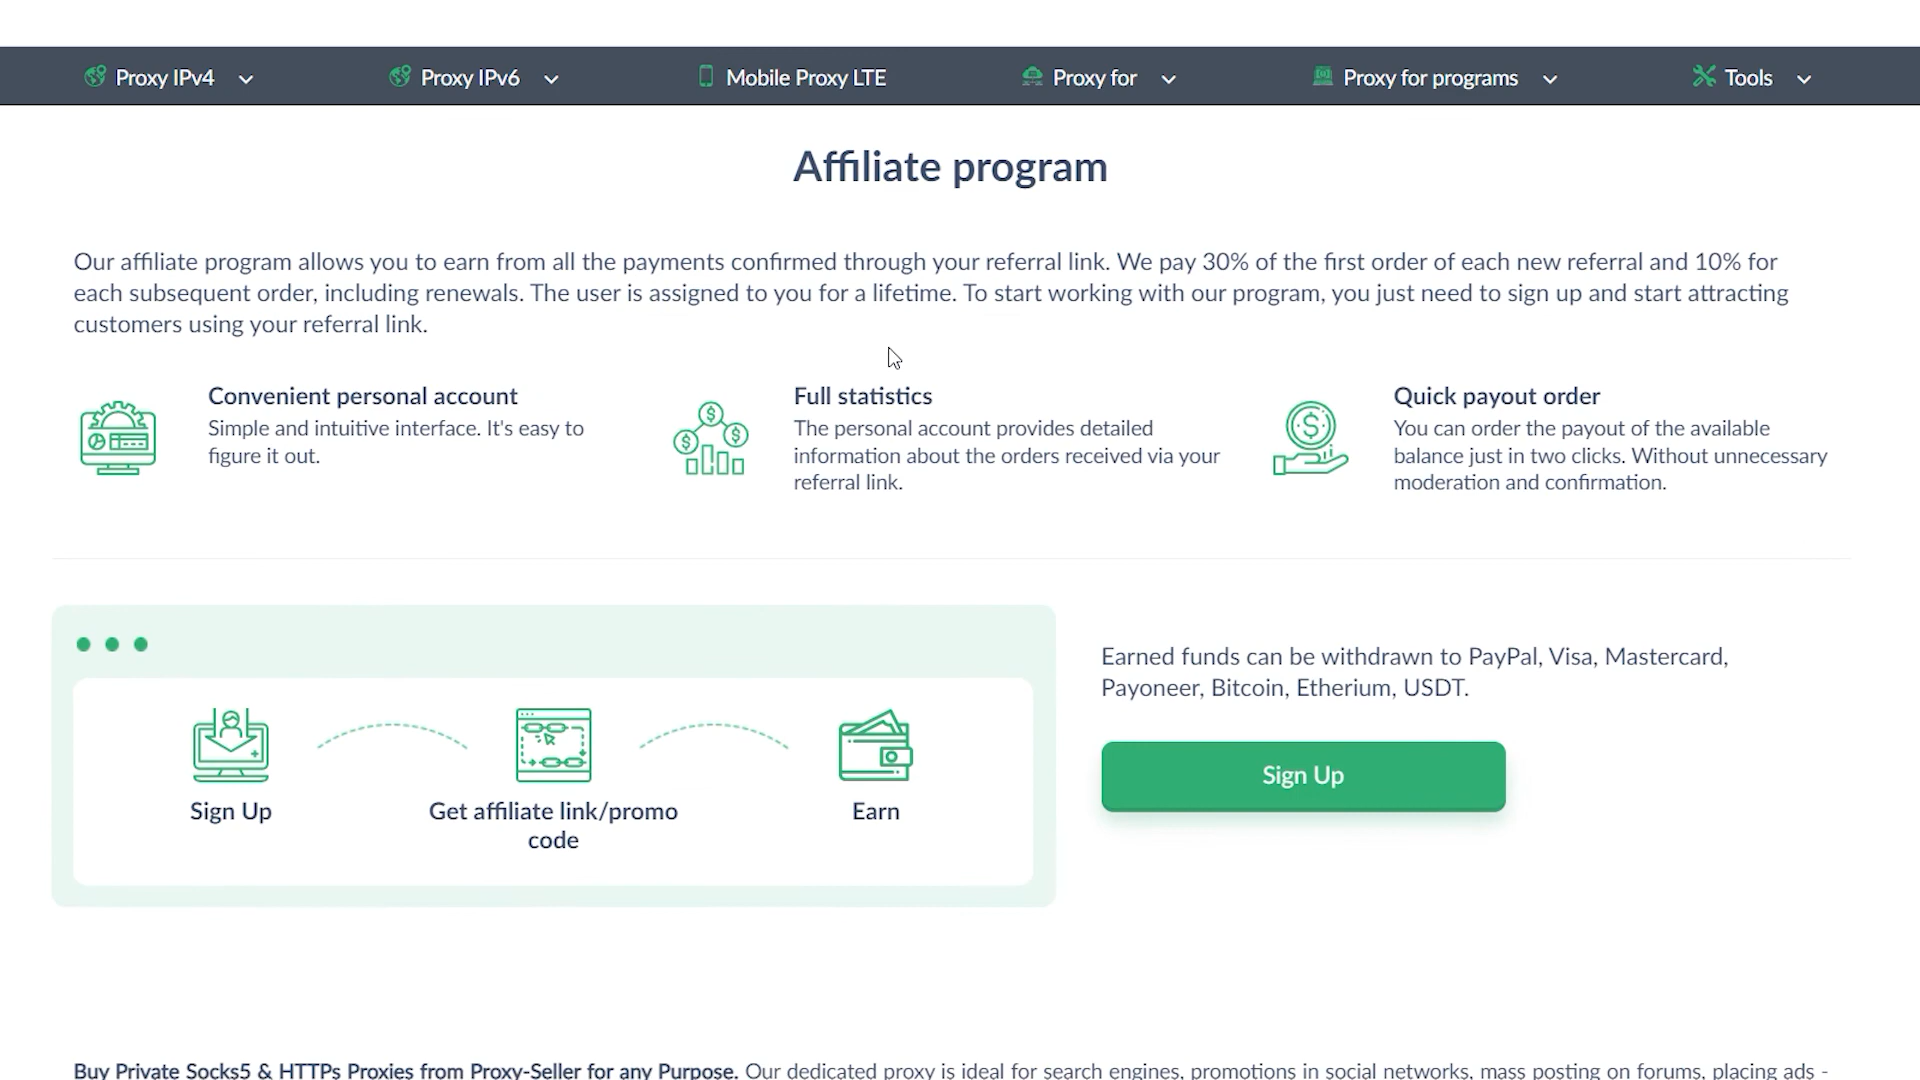 Proxy IPv4
Proxy IPv6
Mobile Proxy LTE
Proxy for
Proxy for programs
Tools
Affiliate program
Our affiliate program allows you to earn from all the payments confirmed through your referral link. We pay 30% of the first order of each new referral and 10% for
each subsequent order, including renewals. The user is assigned to you for a lifetime. To start working with our program, you just need to sign up and start attracting
customers using your referral link.
Convenient personal account
Simple and intuitive interface. It's easy to
figure it out.
Full statistics
The personal account provides detailed
information about the orders received via your
referral link.
Quick payout order
You can order the payout of the available
balance just in two clicks. Without unnecessary
moderation and confirmation.
Sign Up
Get affiliate link/promo
code
Earn
Earned funds can be withdrawn to PayPal, Visa, Mastercard,
Payoneer, Bitcoin, Etherium, USDT.
Sign Up
Buy Private Socks5 & HTTPs Proxies from Proxy-Seller for any Purpose. Our dedicated proxy is ideal for search engines, promotions in social networks, mass posting on forums, placing ads -